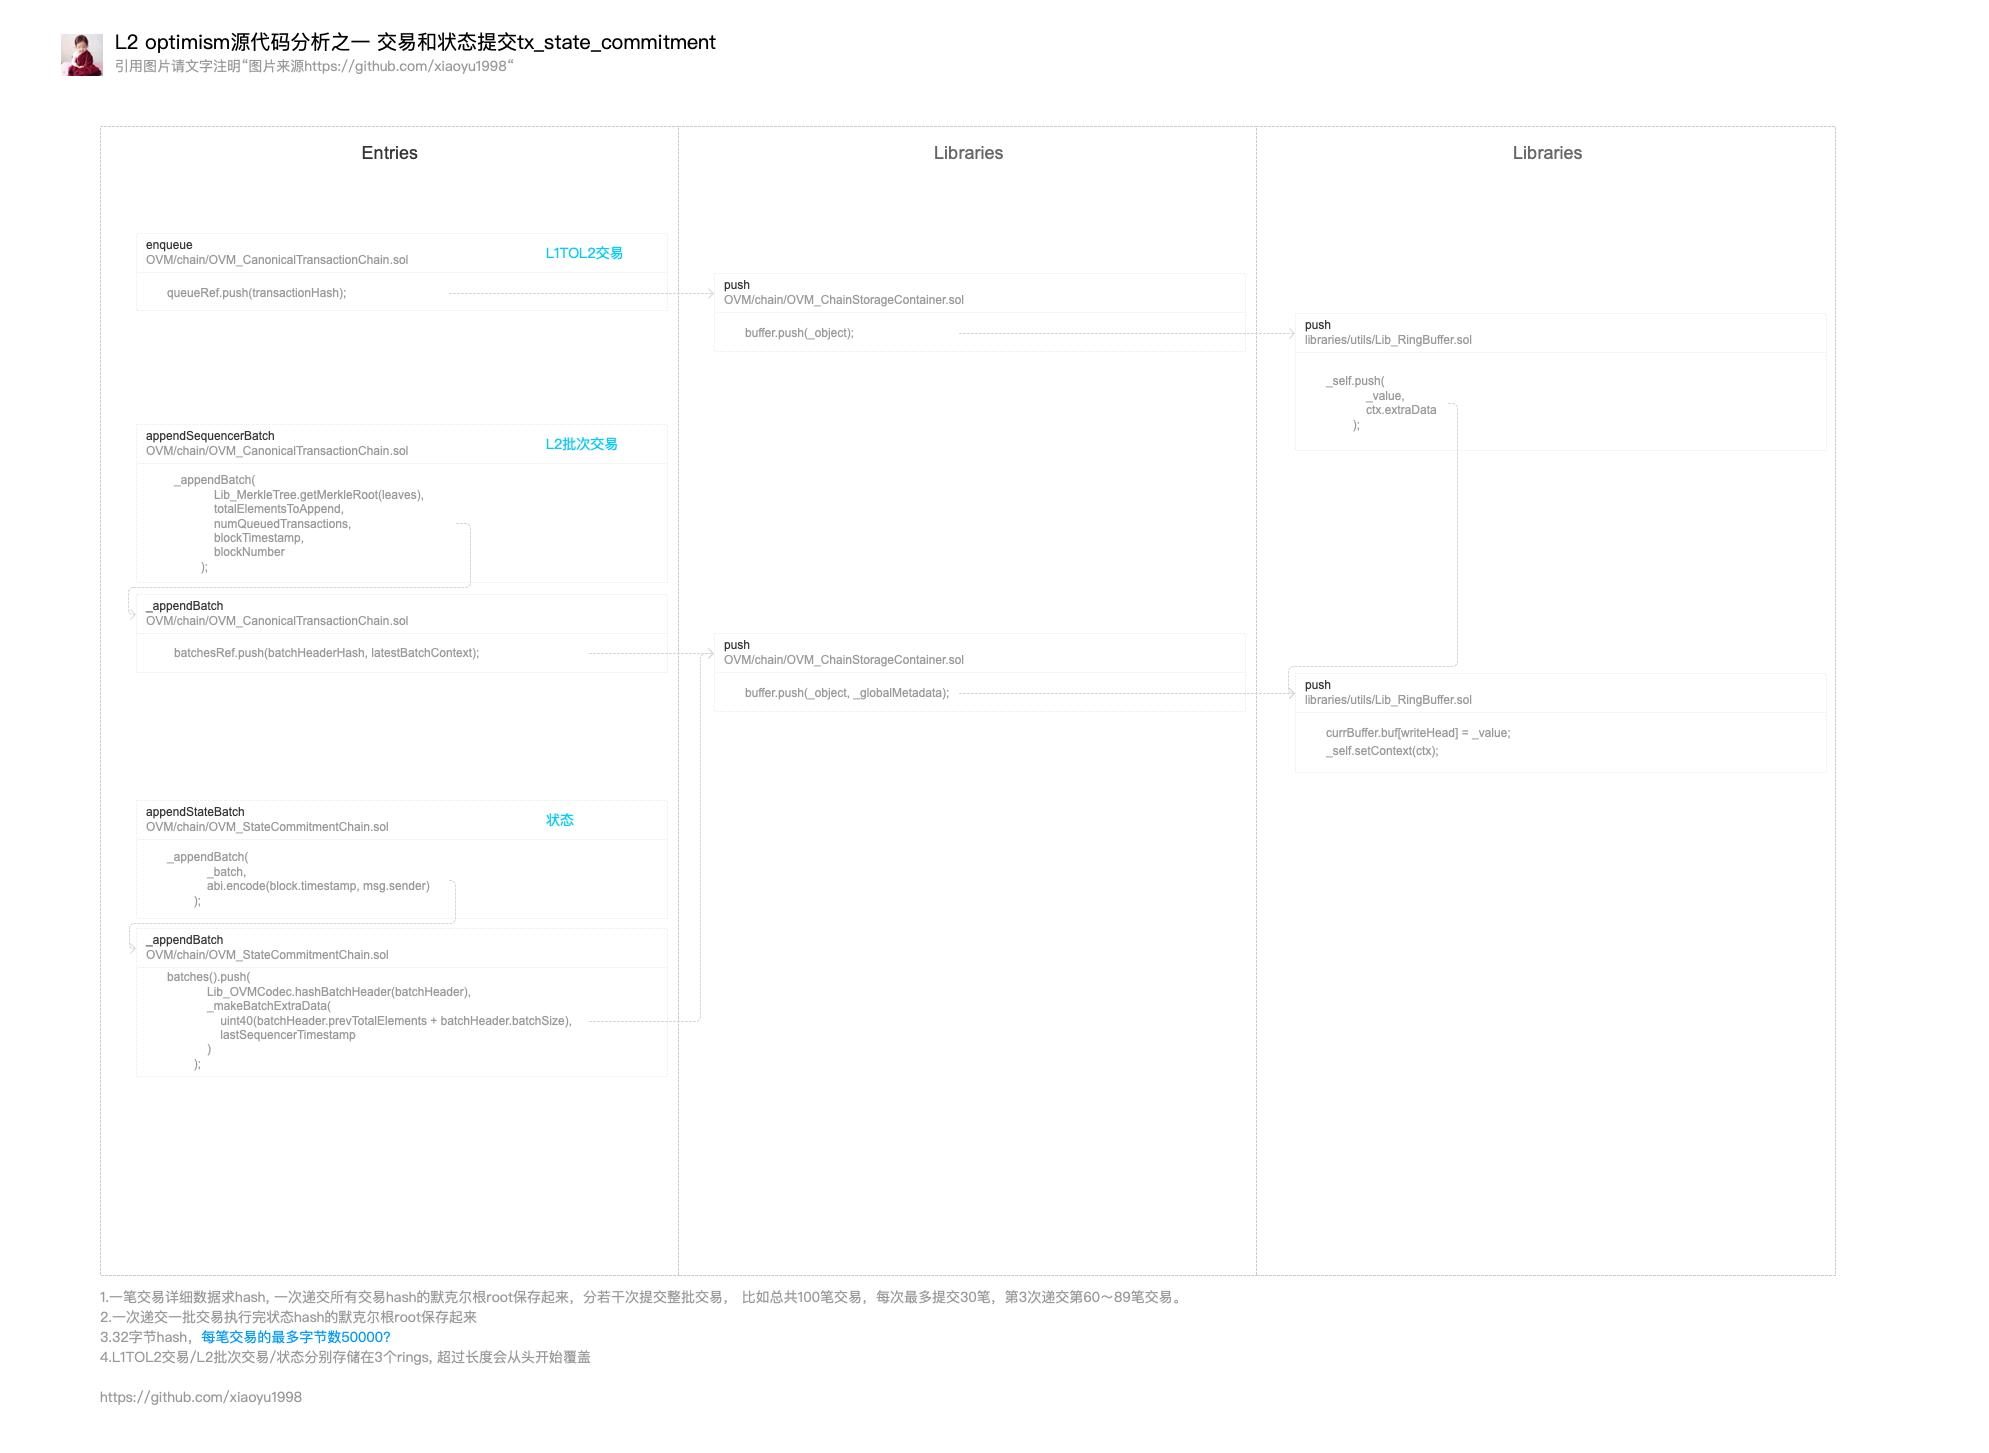 L2 optimism源代码分析之一 交易和状态提交tx_state_commitment
引用图片请文字注明“图片来源https://github.com/xiaoyu1998“
Entries
Libraries
Libraries
enqueue
OVM/chain/OVM_CanonicalTransactionChain.sol
L1TOL2交易
queueRef.push(transactionHash);
push
OVM/chain/OVM_ChainStorageContainer.sol
buffer.push(_object);
push
libraries/utils/Lib_RingBuffer.sol
_self.push(
_value,
ctx.extraData
);
appendSequencerBatch
OVM/chain/OVM_CanonicalTransactionChain.sol
L2批次交易
_appendBatch(
Lib_MerkleTree.getMerkleRoot(leaves),
totalElementsToAppend,
numQueuedTransactions,
blockTimestamp,
blockNumber
);
_appendBatch
OVM/chain/OVM_CanonicalTransactionChain.sol
batchesRef.push(batchHeaderHash, latestBatchContext);
push
OVM/chain/OVM_ChainStorageContainer.sol
buffer.push(_object, _globalMetadata);
push
libraries/utils/Lib_RingBuffer.sol
currBuffer.buf[writeHead] = _value;
_self.setContext(ctx);
appendStateBatch
OVM/chain/OVM_StateCommitmentChain.sol
状态
_appendBatch(
_batch,
abi.encode(block.timestamp, msg.sender)
);
_appendBatch
OVM/chain/OVM_StateCommitmentChain.sol
batches().push(
Lib_OVMCodec.hashBatchHeader(batchHeader),
_makeBatchExtraData(
uint40(batchHeader.prevTotalElements + batchHeader.batchSize),
lastSequencerTimestamp
)
);
1.一笔交易详细数据求hash, 一次递交所有交易hash的默克尔根root保存起来，分若干次提交整批交易， 比如总共100笔交易，每次最多提交30笔，第3次递交第60～89笔交易。
2.一次递交一批交易执行完状态hash的默克尔根root保存起来
3.32字节hash，每笔交易的最多字节数50000?
4.L1TOL2交易/L2批次交易/状态分别存储在3个rings, 超过长度会从头开始覆盖
https://github.com/xiaoyu1998